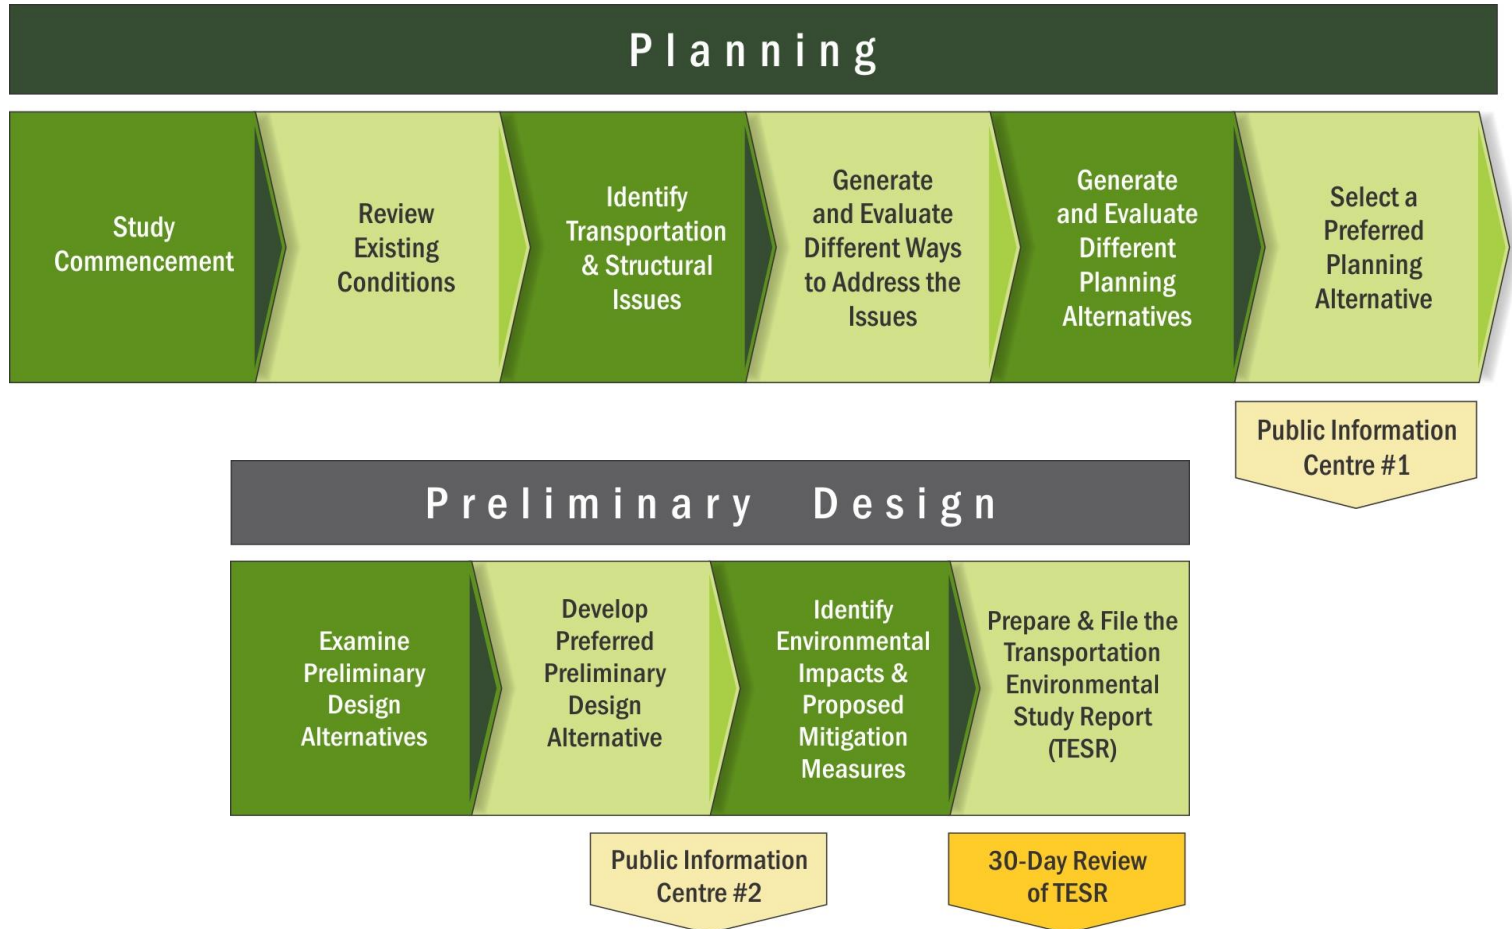 Planning
Study
Commencement
Review
Existing
Conditions
Identify
Transportation
& Structural
Issues
Generate
and Evaluate
Different Ways
to Address the
Issues
Generate
and Evaluate
Different
Planning
Alternatives
Select a
Preferred
Planning
Alternative
Public Information
Centre #1
Preliminary Design
Examine
Preliminary
Design
Alternatives
Develop
Preferred
Preliminary
Design
Alternative
Identify
Environmental
Impacts &
Proposed
Mitigation
Measures
Prepare & File the
Transportation
Environmental
Study Report
(TESR)
Public Information
Centre #2
30-Day Review
of TESR